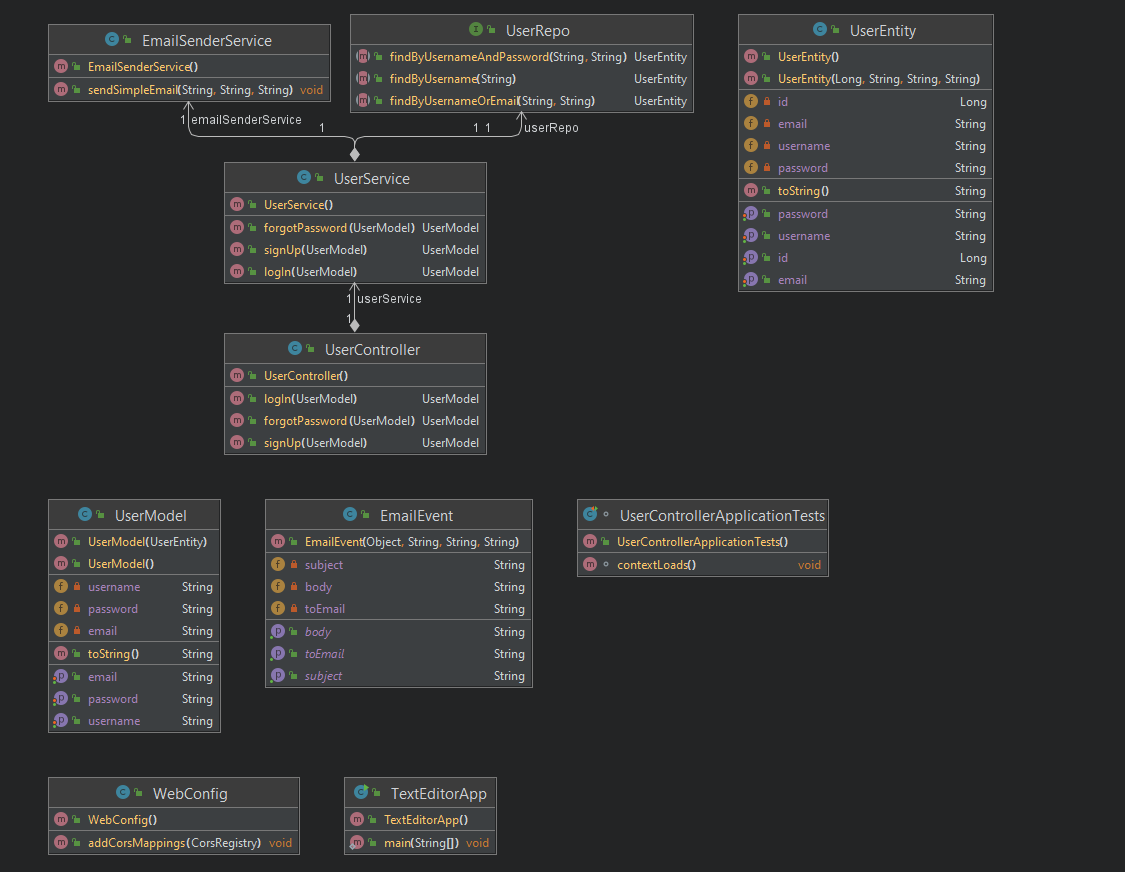 EmailSenderService
EmailSenderService()
sendSimpleEmail(String, String, String) void
UserRepo
findByUsernameAndPassword(String, String) UserEntity
findByUsername(String) UserEntity
findByUsernameOrEmail(String, String) UserEntity
UserEntity
UserEntity()
UserEntity(Long, String, String, String)
id Long
email String
username String
password String
toString() String
password String
username String
id Long
email String
1 emailSenderService
1
1 1
userRepo
UserService
UserService()
forgotPassword(UserModel) UserModel
signUp(UserModel) UserModel
logIn(UserModel) UserModel
1 userService
1
UserController
UserController()
logIn(UserModel) UserModel
forgotPassword(UserModel) UserModel
signUp(UserModel) UserModel
UserModel
UserModel(UserEntity)
UserModel()
username String
password String
email String
toString() String
email String
password String
username String
EmailEvent
EmailEvent(Object, String, String, String)
subject String
body String
toEmail String
body String
toEmail String
subject String
UserControllerApplicationTests
UserControllerApplicationTests()
contextLoads() void
WebConfig
WebConfig()
addCorsMappings(CorsRegistry) void
TextEditorApp
TextEditorApp()
main(String[]) void